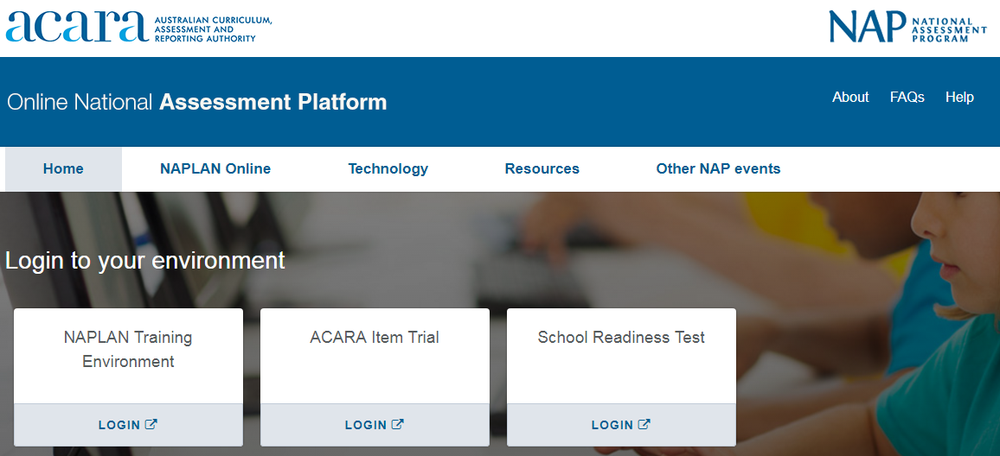 acara AUSTRALIAN CURRICULUM,
ASSESSMENT AND
REPORTING AUTHORITY
NAP NATIONAL
ASSESSMENT
PROGRAM
Online National Assessment Platform
About FAQs Help
Home NAPLAN Online Technology Resources Other NAP events
Login to your environment
NAPLAN Training
Environment
LOGIN
ACARA Item Trial
LOGIN
School Readiness Test
LOGIN